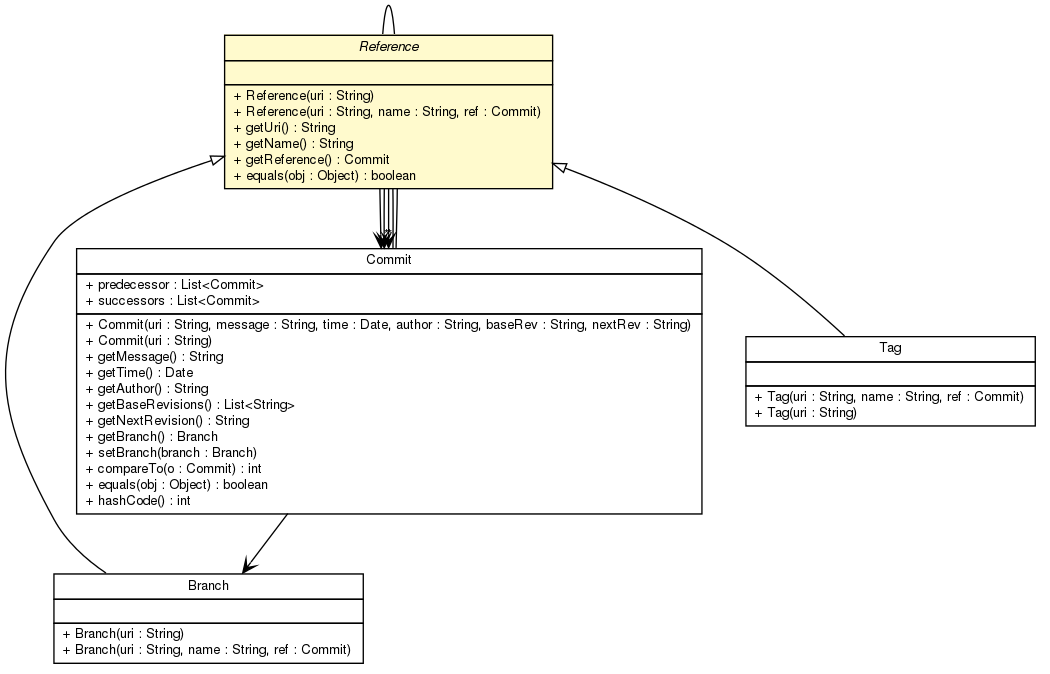 Reference
+ Reference(uri : String)
+ Reference(uri : String, name : String, ref : Commit)
+ getUri() : String
+ getName() : String
+ getReference() : Commit
+ equals(obj : Object) : boolean
Commit
+ predecessor : List<Commit>
+ successors : List<Commit>
+ Commit(uri : String, message : String, time : Date, author : String, baseRev : String, nextRev : String)
+ Commit(uri : String)
+ getMessage() : String
+ getTime() : Date
+ getAuthor() : String
+ getBaseRevisions() : List<String>
+ getNextRevision() : String
+ getBranch() : Branch
+ setBranch(branch : Branch)
+ compareTo(o : Commit) : int
+ equals(obj : Object) : boolean
+ hashCode() : int
Tag
+ Tag(uri : String, name : String, ref : Commit)
+ Tag(uri : String)
Branch
+ Branch(uri : String)
+ Branch(uri : String, name : String, ref : Commit)